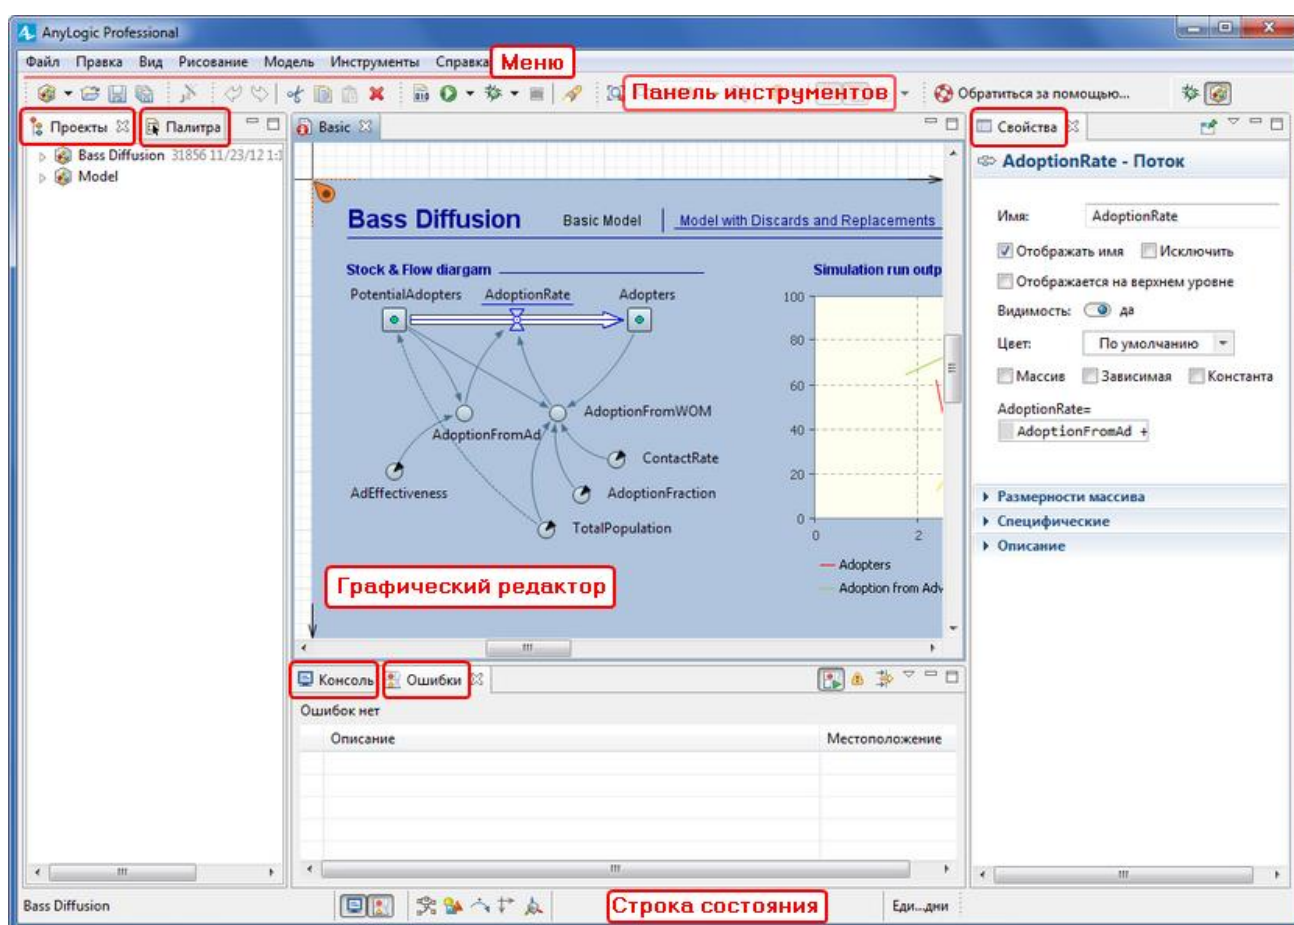 AnyLogic Professional
Файл Правка Вид Рисование Модель Инструменты Справка Меню
Панель инструментов
Обратиться за помощью...
Проекты Палитра
Bass Diffusion 31856 11/23/12 1:1
Model
Basic
Bass Diffusion Basic Model Model with Discards and Replacements
Stock & Flow diargam
PotentialAdopters AdoptionRate Adopters
AdoptionFromWOM
AdoptionFromAd
ContactRate
AdEffectiveness
AdoptionFraction
TotalPopulation
Simulation run outp
100
80
60
40
20
0
0 2
Adopters
Adoption from Adv
Графический редактор
Консоль Ошибки
Ошибок нет
Описание Местоположение
Свойства
AdoptionRate - Поток
Имя: AdoptionRate
Отображать имя Исключить
Отображается на верхнем уровне
Видимость: да
Цвет: По умолчанию
Массив Зависимая Константа
AdoptionRate=
AdoptionFromAd +
Размерности массива
Специфические
Описание
Bass Diffusion
Строка состояния
Еди...дни